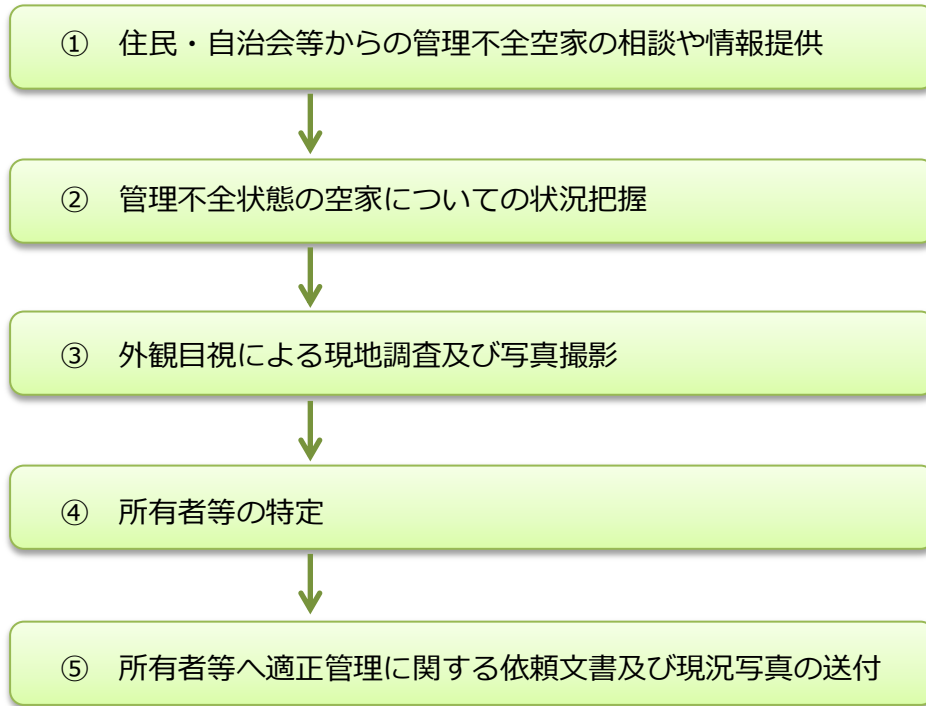 ① 住民・自治会等からの管理不全空家の相談や情報提供
② 管理不全状態の空家についての状況把握
③ 外観目視による現地調査及び写真撮影
④ 所有者等の特定
⑤ 所有者等へ適正管理に関する依頼文書及び現況写真の送付